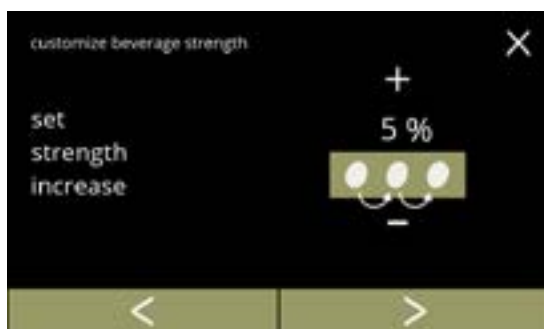 customize beverage strength
X
+
set
5 %
strength
increase
-
< >